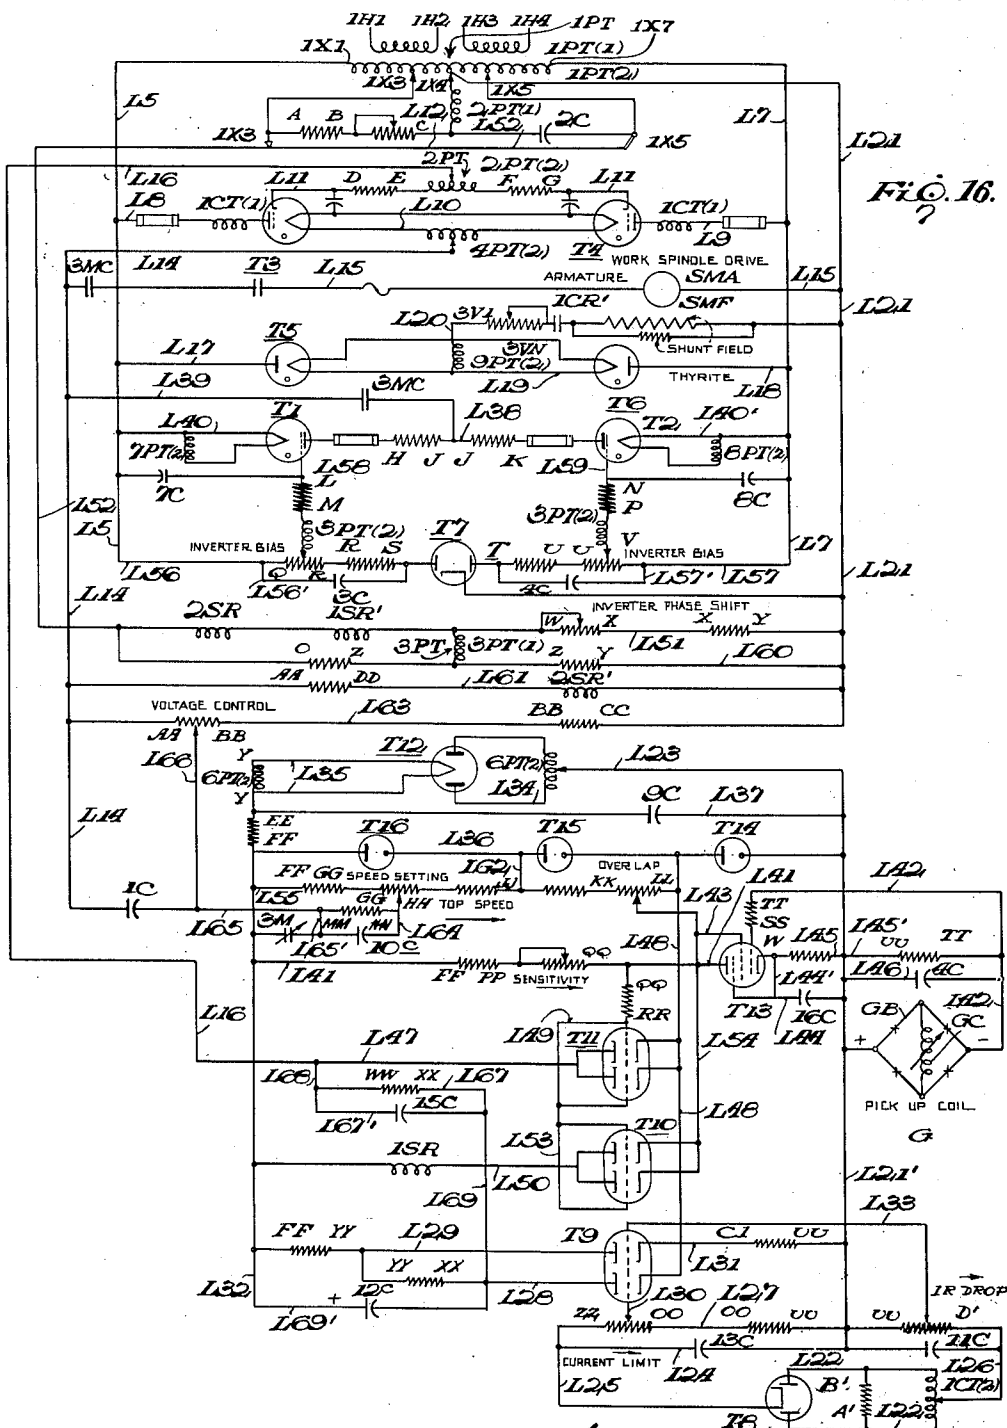 1H1 1H2 1H3 1H4 1PT 1X7
1X1 1PT(1)
1X3 1X4 1X5 1PT(2)
L5 A B L12 C 2PT(1) L52 2C L7
1X3 1X5 L21
L16 2PT 2PT(2)
L11 D E F G L11
L8 1CT(1) L10 1CT(1) L9
FIG. 16.
7
4PT(2) T4 WORK SPINDLE DRIVE
3MC L14 T3 L15 ARMATURE SMA L15
1CR' SMF L21
L20 3V1
T5 SHUNT FIELD
L17 3VN
9PT(2) L19 THYRITE L18
L39 3MC
T1 L38 T6
L40 T2 L40'
7PT(2) L58 H J J K L59 8PT(2)
7C L N 8C
L52 M P
3PT(2) 3PT(2)
L5 T7 V L7
INVERTER BIAS R S T U U INVERTER BIAS
L56 Q R L57' L57
L56' 3C 4C L21
L14 INVERTER PHASE SHIFT
2SR 1SR' W X X Y
3PT 3PT(1) L51
O Z Z Y L60
AA DD L61 2SR'
VOLTAGE CONTROL L63 BB CC
AA BB
T12
L66 Y 6PT(2) L23
6PT(2) L35
Y L34
9C L37
L14 EE
FF T16 L36 T15 T14
L62 OVERLAP
FF GG SPEED SETTING JJ KK LL L41 L42
L55 HH TOP SPEED L43
1C GG TT
L65 3M MM NN L64 SS
L65' 10C L48 W L45 L45' UU TT
L41 FF PP SENSITIVITY QQ L44' L46 4C
QQ T13 16C L42
RR L44
L16 L49 GB GC
L47 T11 L54 + -
L68 WW XX L67
15C L48 PICK UP COIL
L67' T10 G
1SR L53
L50 L21'
L69
L33
FF YY L29 T9 C1 UU
YY XX L31
L32 12C L28 L30 L27 1R DROP
+ L69' ZZ OO OO UU UU D'
13C 11C
CURRENT LIMIT L24 L22 L26
L25 B' 1CT(2)
A' L22
T8